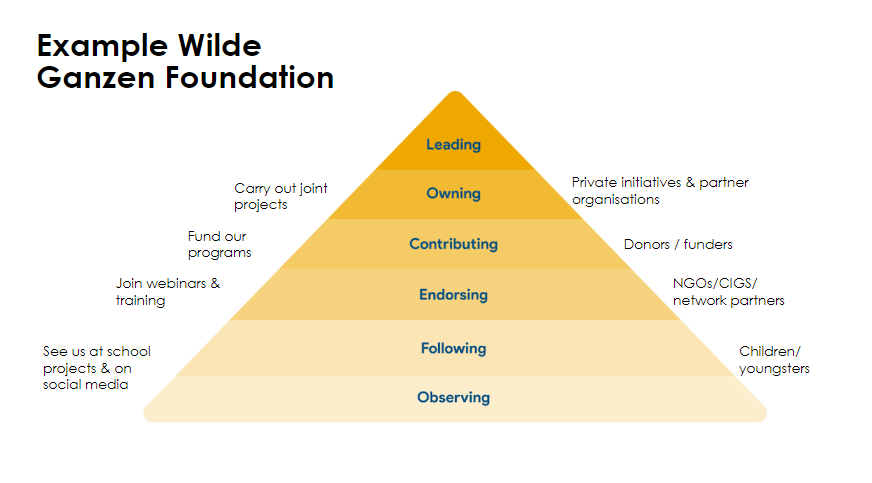 Example Wilde
Ganzen Foundation
Leading
Carry out joint
projects
Owning
Private initiatives & partner
organisations
Fund our
programs
Contributing
Donors / funders
Join webinars &
training
Endorsing
NGOs/CIGS/
network partners
See us at school
projects & on
social media
Following
Children/
youngsters
Observing